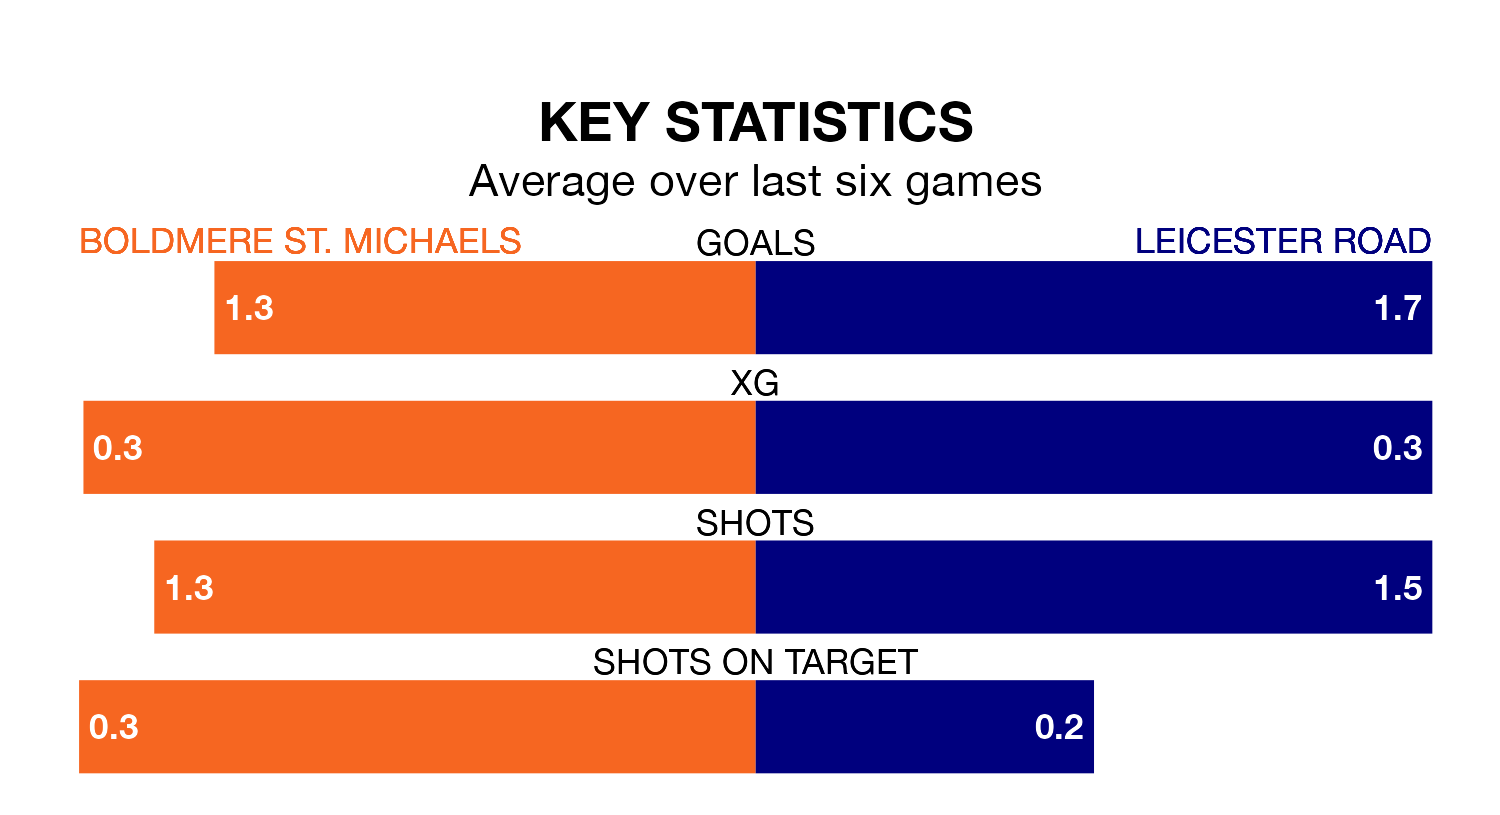 KEY STATISTICS
Average over last six games
BOLDMERE ST. MICHAELS GOALS LEICESTER ROAD
1.3 1.7
XG
0.3 0.3
SHOTS
1.3 1.5
SHOTS ON TARGET
0.3 0.2